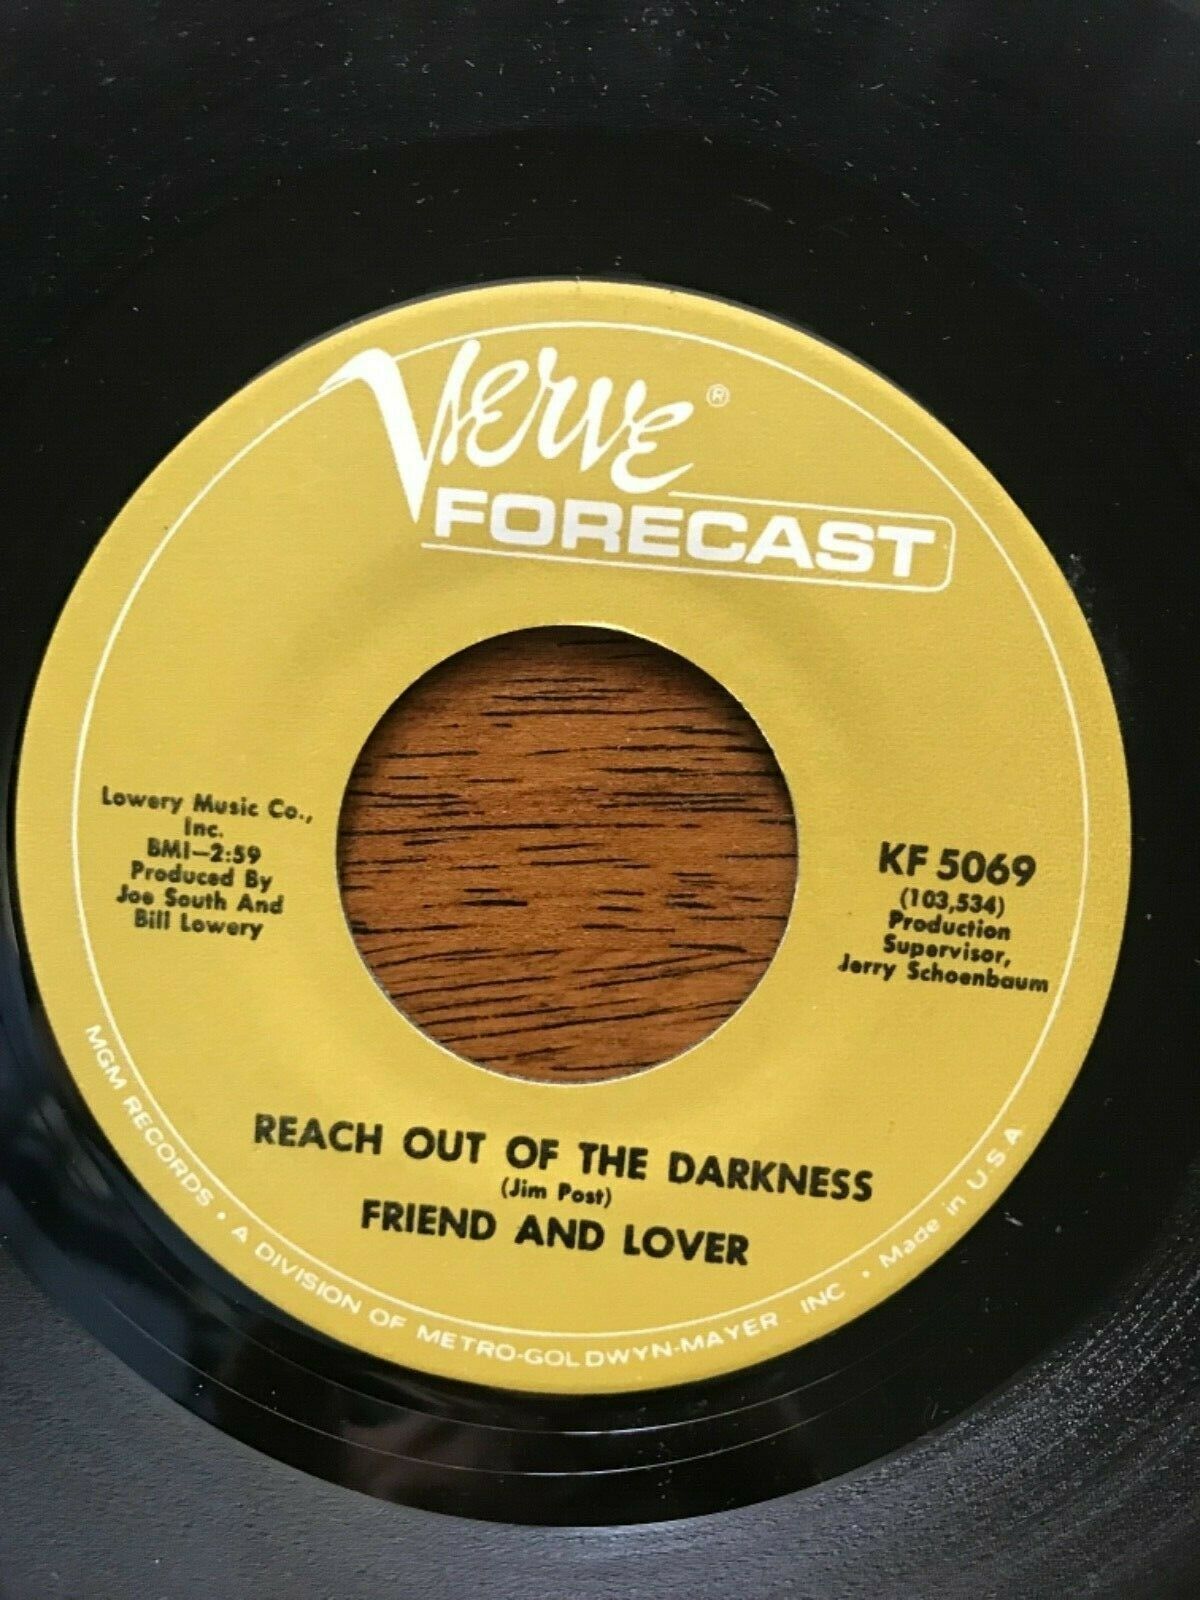 Verve ®
FORECAST
Lowery Music Co.,
Inc.
BMI—2:59
Produced By
Joe South And
Bill Lowery
KF 5069
(103,534)
Production
Supervisor,
Jerry Schoenbaum
REACH OUT OF THE DARKNESS
(Jim Post)
FRIEND AND LOVER
MGM RECORDS • A DIVISION OF METRO-GOLDWYN-MAYER INC • Made in U.S.A